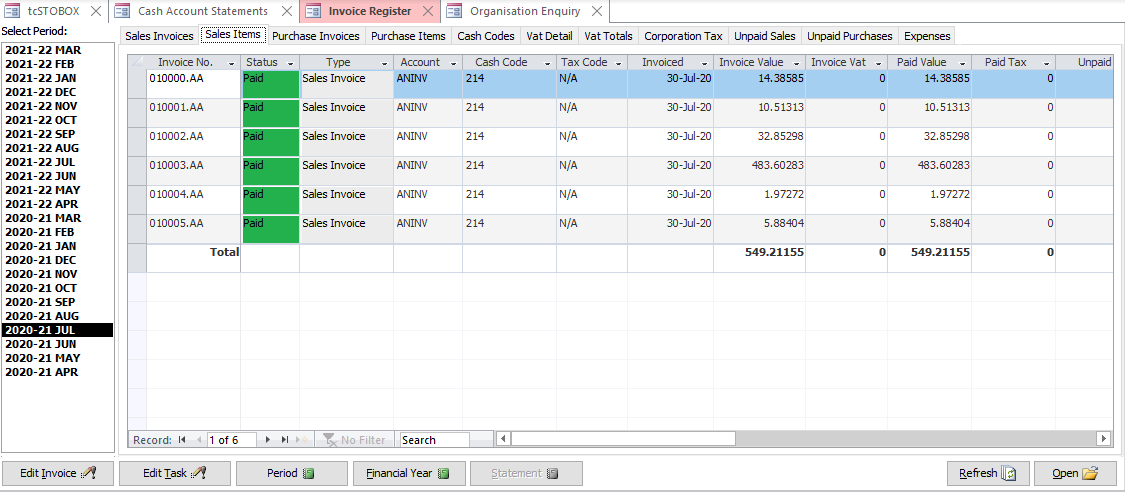 tcSTOBOX Cash Account Statements Invoice Register Organisation Enquiry
Select Period:
2021-22 MAR
2021-22 FEB
2021-22 JAN
2021-22 DEC
2021-22 NOV
2021-22 OCT
2021-22 SEP
2021-22 AUG
2021-22 JUL
2021-22 JUN
2021-22 MAY
2021-22 APR
2020-21 MAR
2020-21 FEB
2020-21 JAN
2020-21 DEC
2020-21 NOV
2020-21 OCT
2020-21 SEP
2020-21 AUG
2020-21 JUL
2020-21 JUN
2020-21 MAY
2020-21 APR
Sales Invoices Sales Items Purchase Invoices Purchase Items Cash Codes Vat Detail Vat Totals Corporation Tax Unpaid Sales Unpaid Purchases Expenses
Invoice No. Status Type Account Cash Code Tax Code Invoiced Invoice Value Invoice Vat Paid Value Paid Tax Unpaid
010000.AA Paid Sales Invoice ANINV 214 N/A 30-Jul-20 14.38585 0 14.38585 0
010001.AA Paid Sales Invoice ANINV 214 N/A 30-Jul-20 10.51313 0 10.51313 0
010002.AA Paid Sales Invoice ANINV 214 N/A 30-Jul-20 32.85298 0 32.85298 0
010003.AA Paid Sales Invoice ANINV 214 N/A 30-Jul-20 483.60283 0 483.60283 0
010004.AA Paid Sales Invoice ANINV 214 N/A 30-Jul-20 1.97272 0 1.97272 0
010005.AA Paid Sales Invoice ANINV 214 N/A 30-Jul-20 5.88404 0 5.88404 0
Total 549.21155 0 549.21155 0
Record: 1 of 6 No Filter Search
Edit Invoice Edit Task Period Financial Year Statement Refresh Open